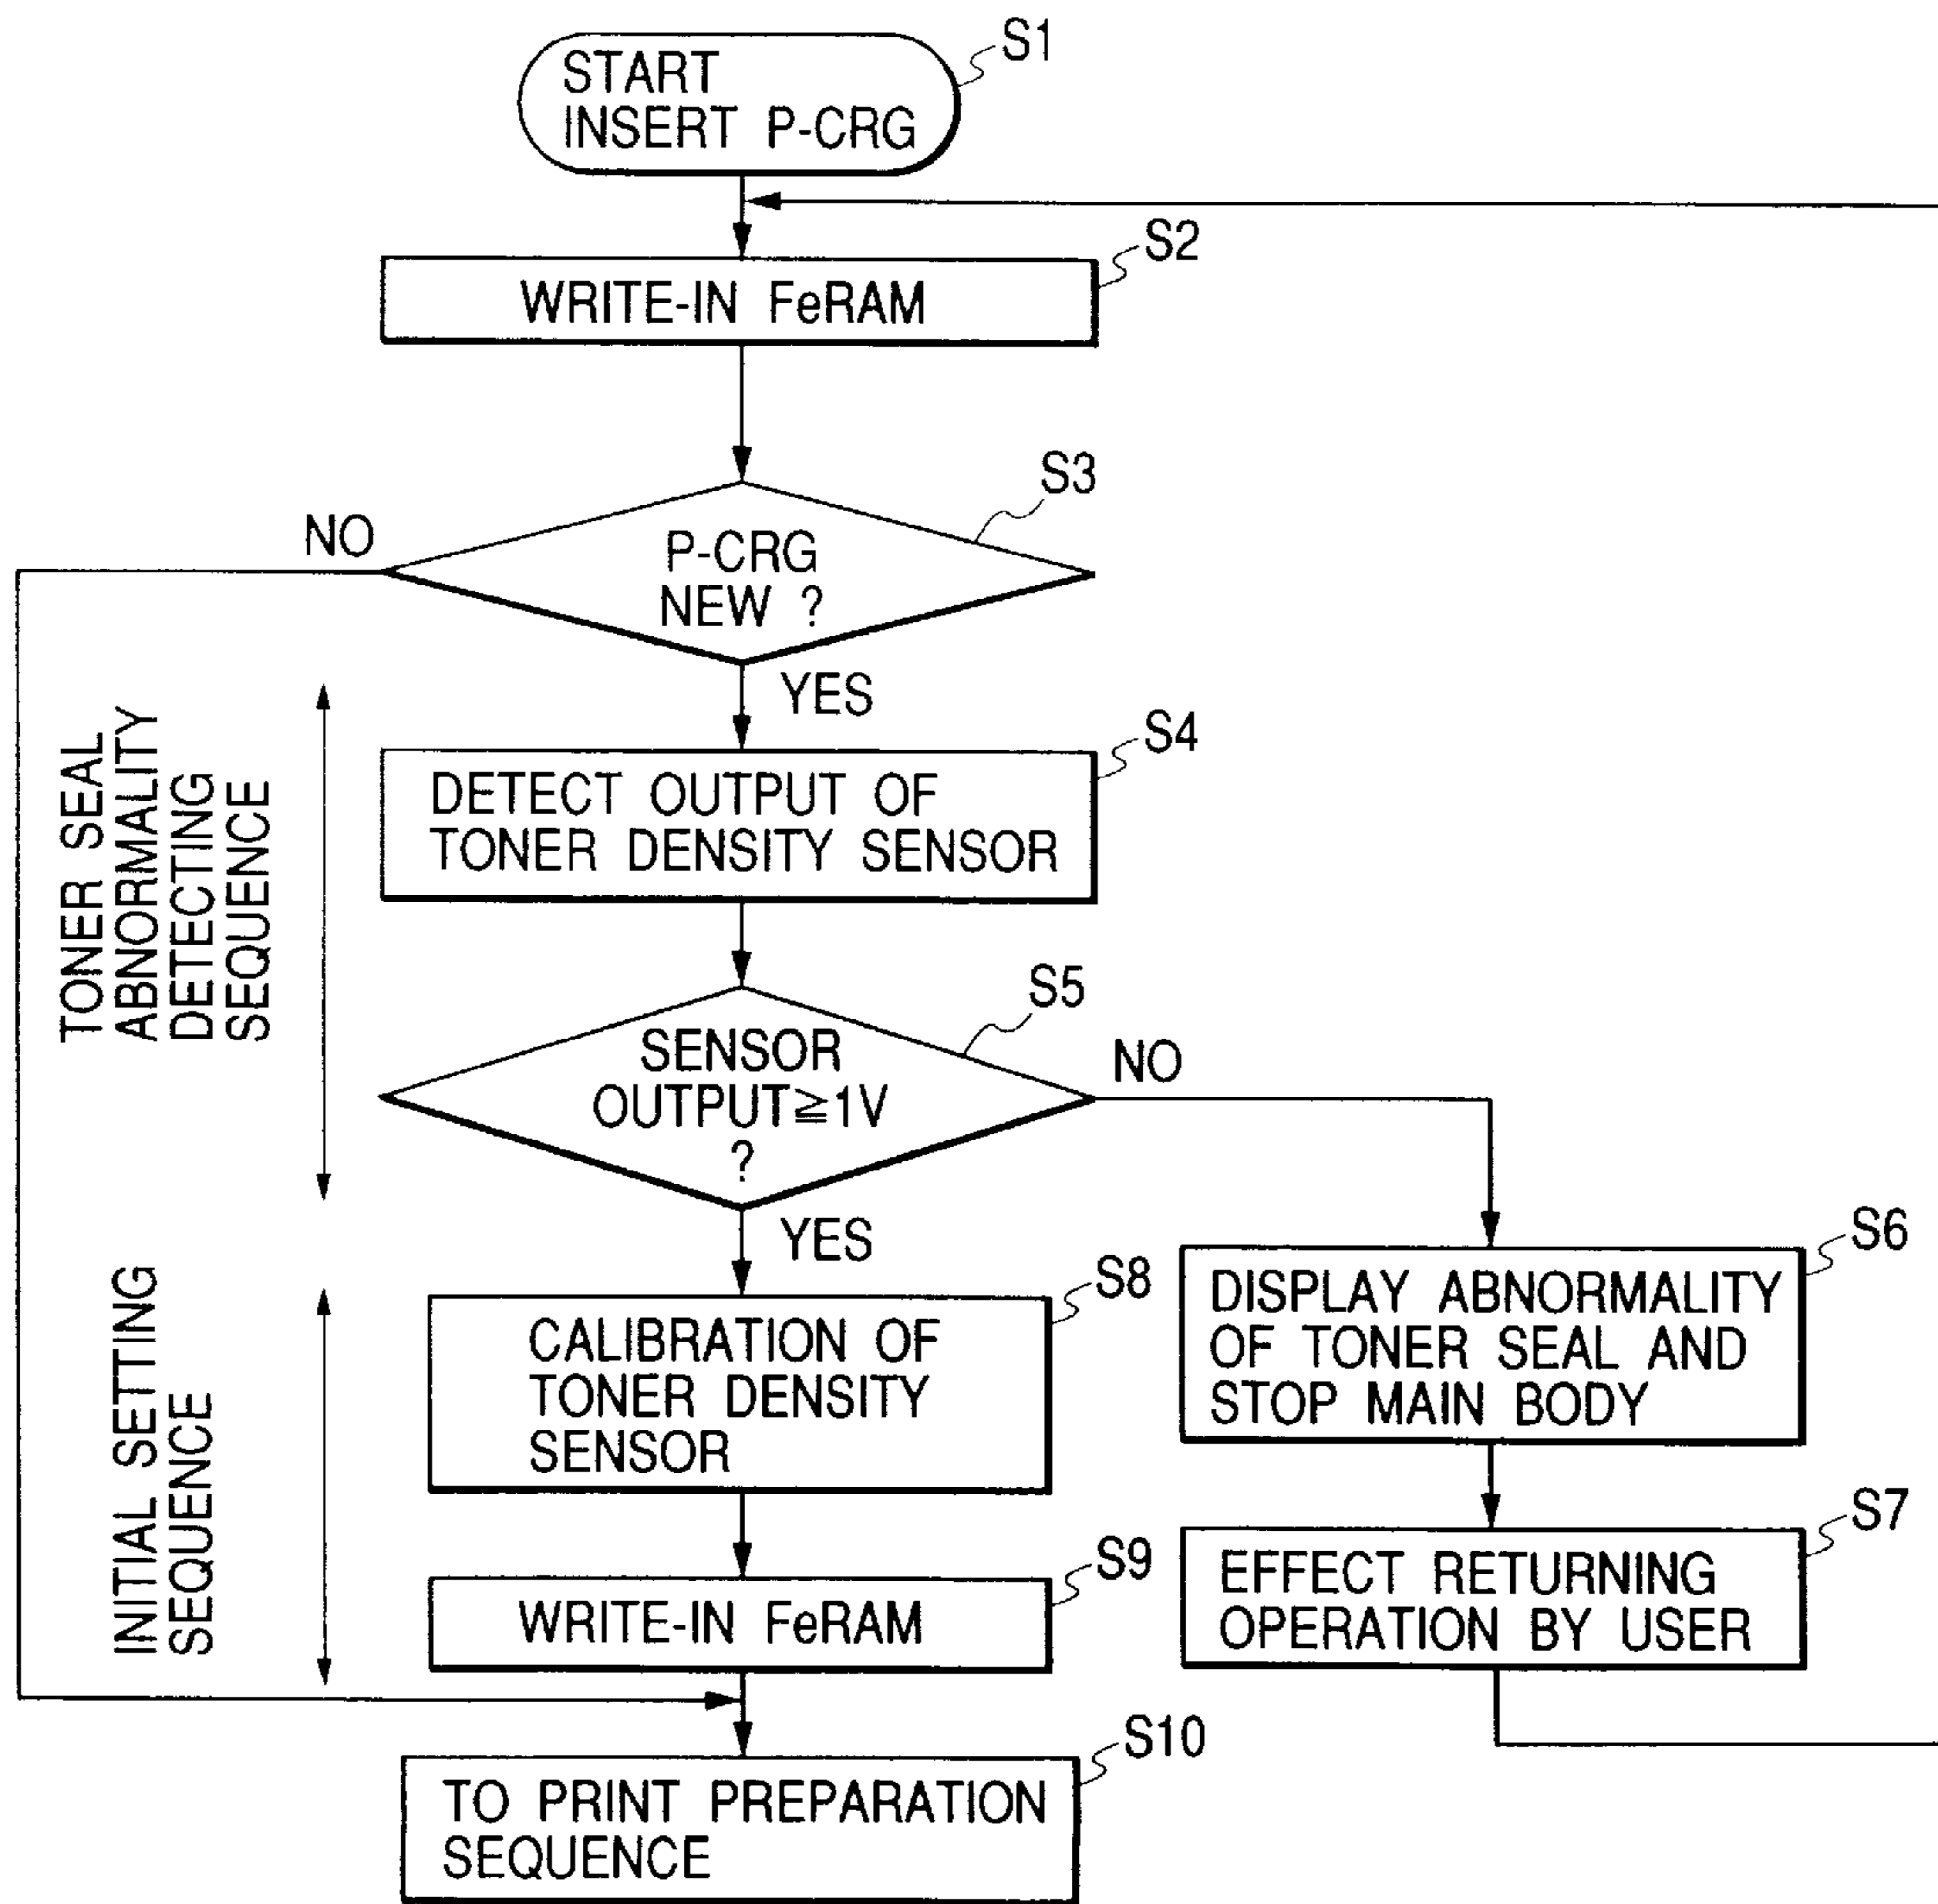 START
INSERT P-CRG
S1
S2
WRITE-IN FeRAM
S3
P-CRG
NEW ?
NO
YES
S4
DETECT OUTPUT OF
TONER DENSITY SENSOR
S5
SENSOR
OUTPUT≧1V
?
NO
YES
TONER SEAL
ABNORMALITY
DETECTING
SEQUENCE
S6
DISPLAY ABNORMALITY
OF TONER SEAL AND
STOP MAIN BODY
S7
EFFECT RETURNING
OPERATION BY USER
S8
CALIBRATION OF
TONER DENSITY
SENSOR
S9
WRITE-IN FeRAM
INITIAL SETTING
SEQUENCE
S10
TO PRINT PREPARATION
SEQUENCE